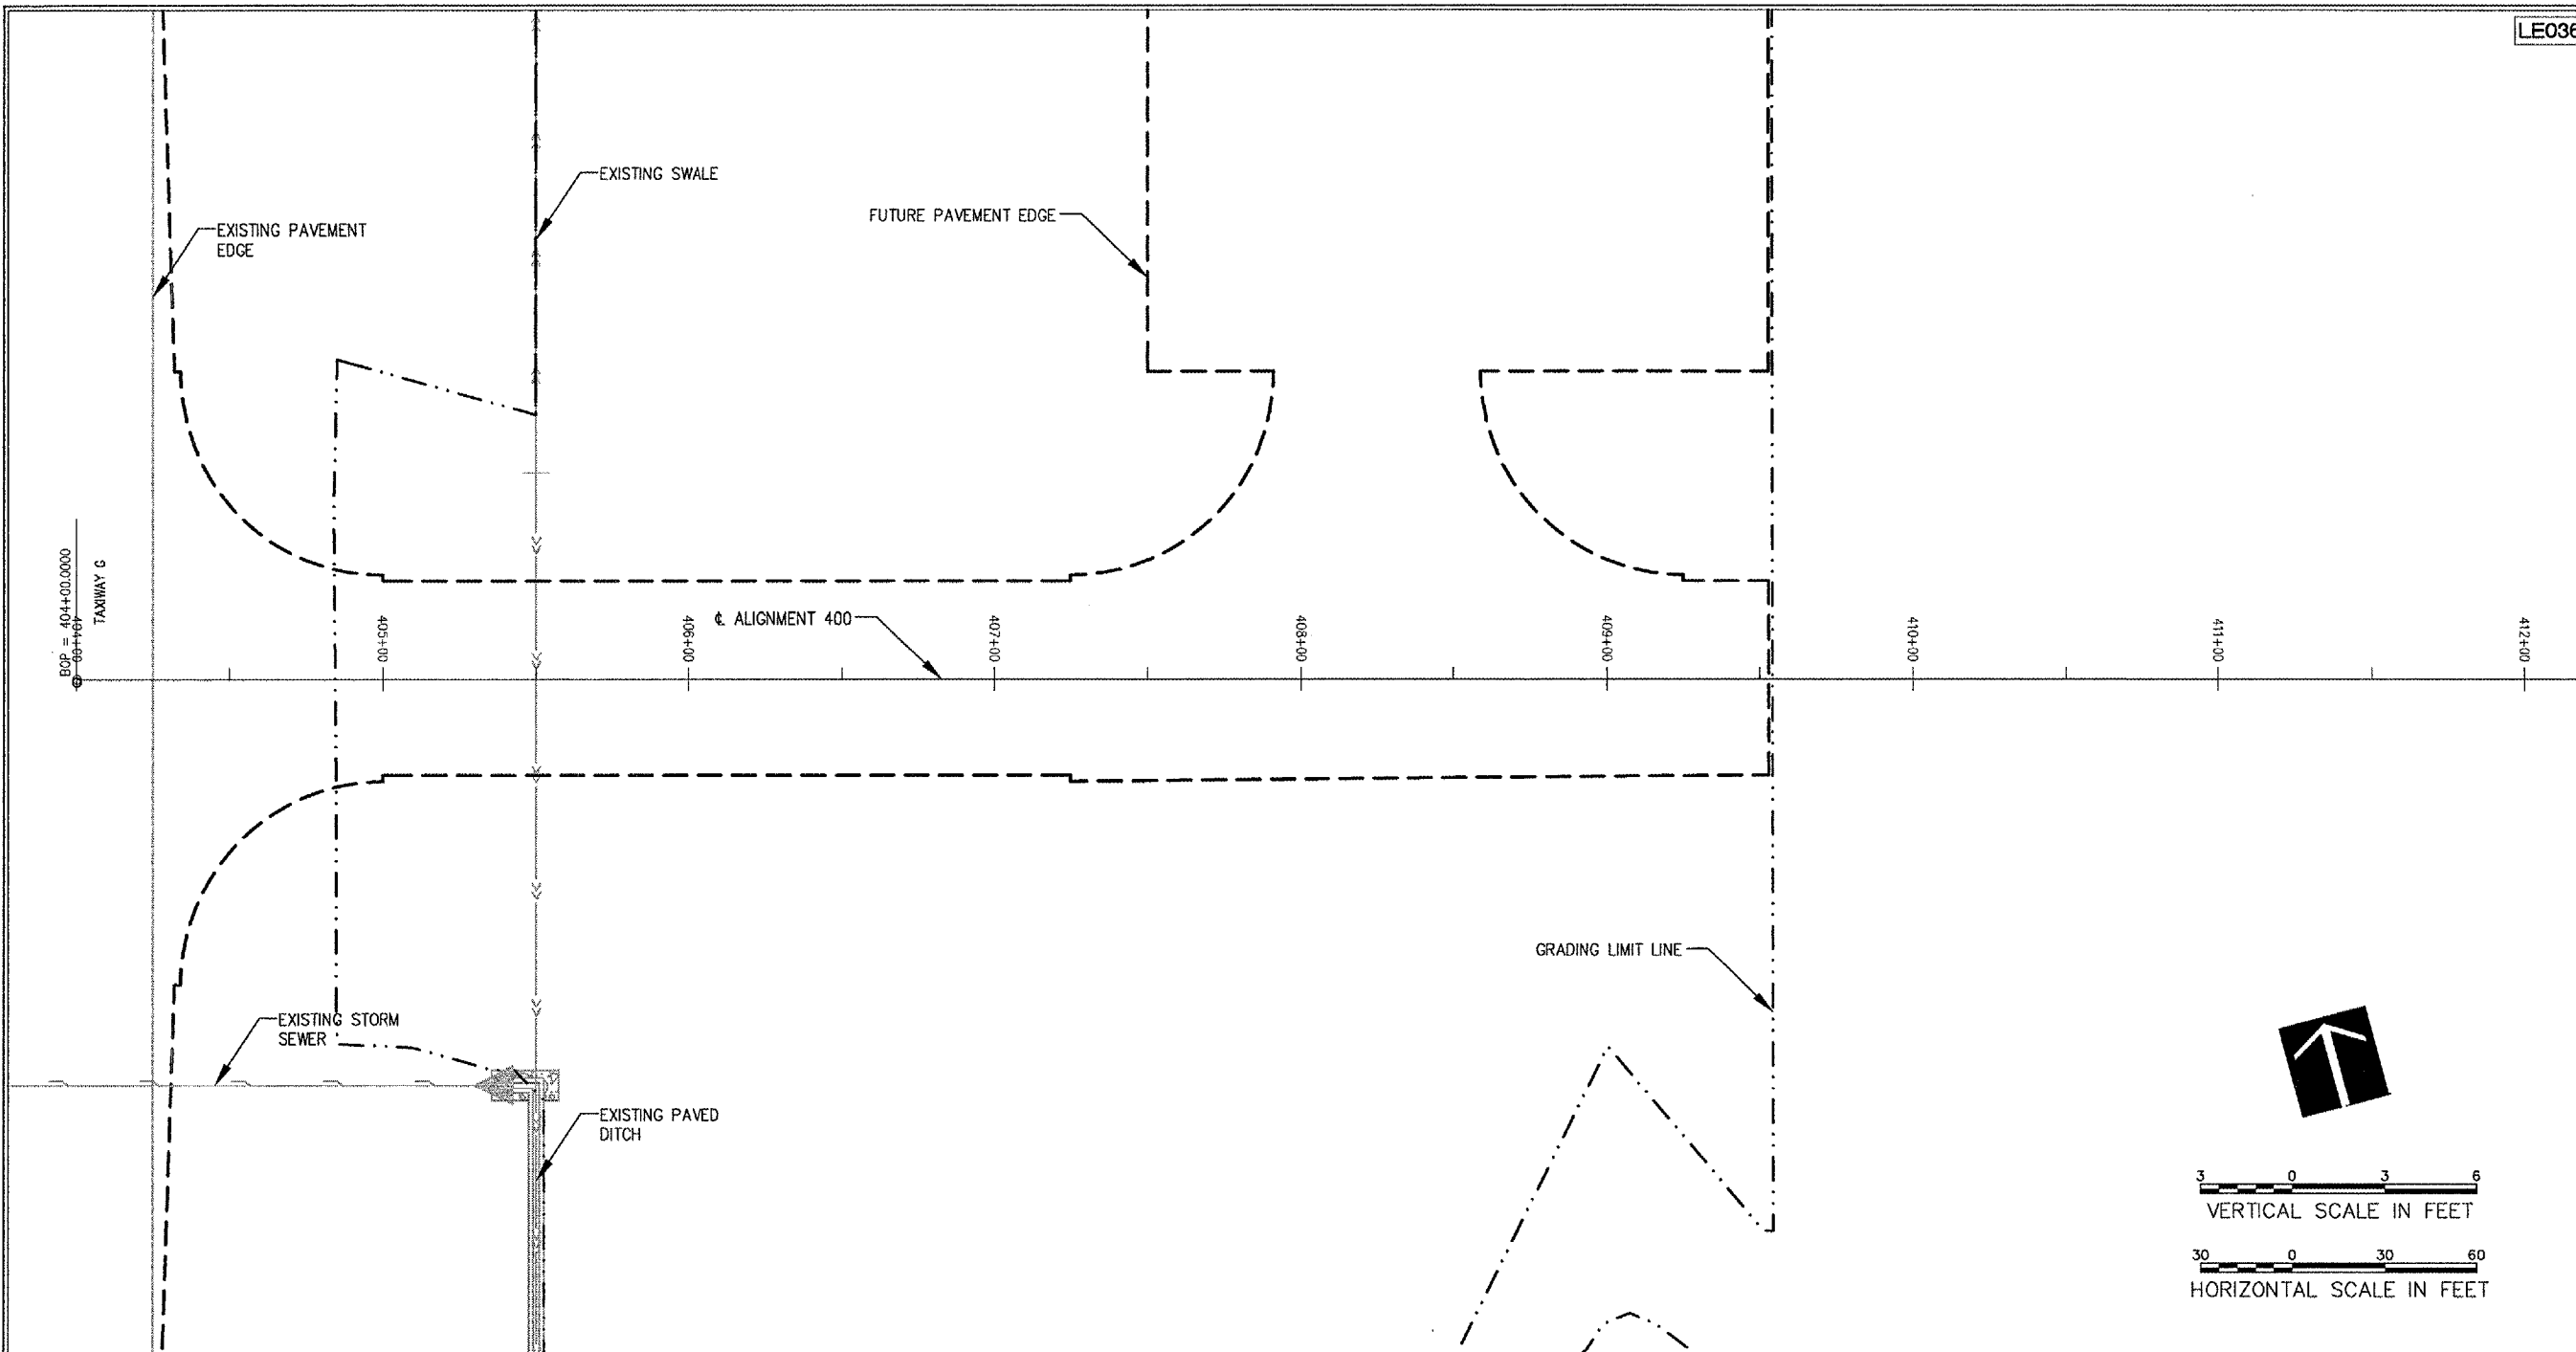 LE036
EXISTING SWALE
FUTURE PAVEMENT EDGE
EXISTING PAVEMENT
EDGE
BOP = 404+00.0000
404+00
TAXIWAY G
℄ ALIGNMENT 400
405+00
406+00
407+00
408+00
409+00
410+00
411+00
412+00
GRADING LIMIT LINE
EXISTING STORM
SEWER
EXISTING PAVED
DITCH
3 0 3 6
VERTICAL SCALE IN FEET
30 0 30 60
HORIZONTAL SCALE IN FEET